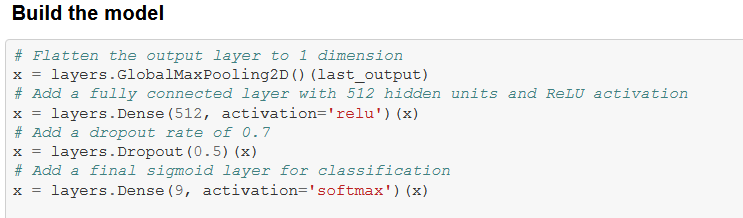 Build the model
# Flatten the output layer to 1 dimension
x = layers.GlobalMaxPooling2D()(last_output)
# Add a fully connected layer with 512 hidden units and ReLU activation
x = layers.Dense(512, activation='relu')(x)
# Add a dropout rate of 0.7
x = layers.Dropout(0.5)(x)
# Add a final sigmoid layer for classification
x = layers.Dense(9, activation='softmax')(x)